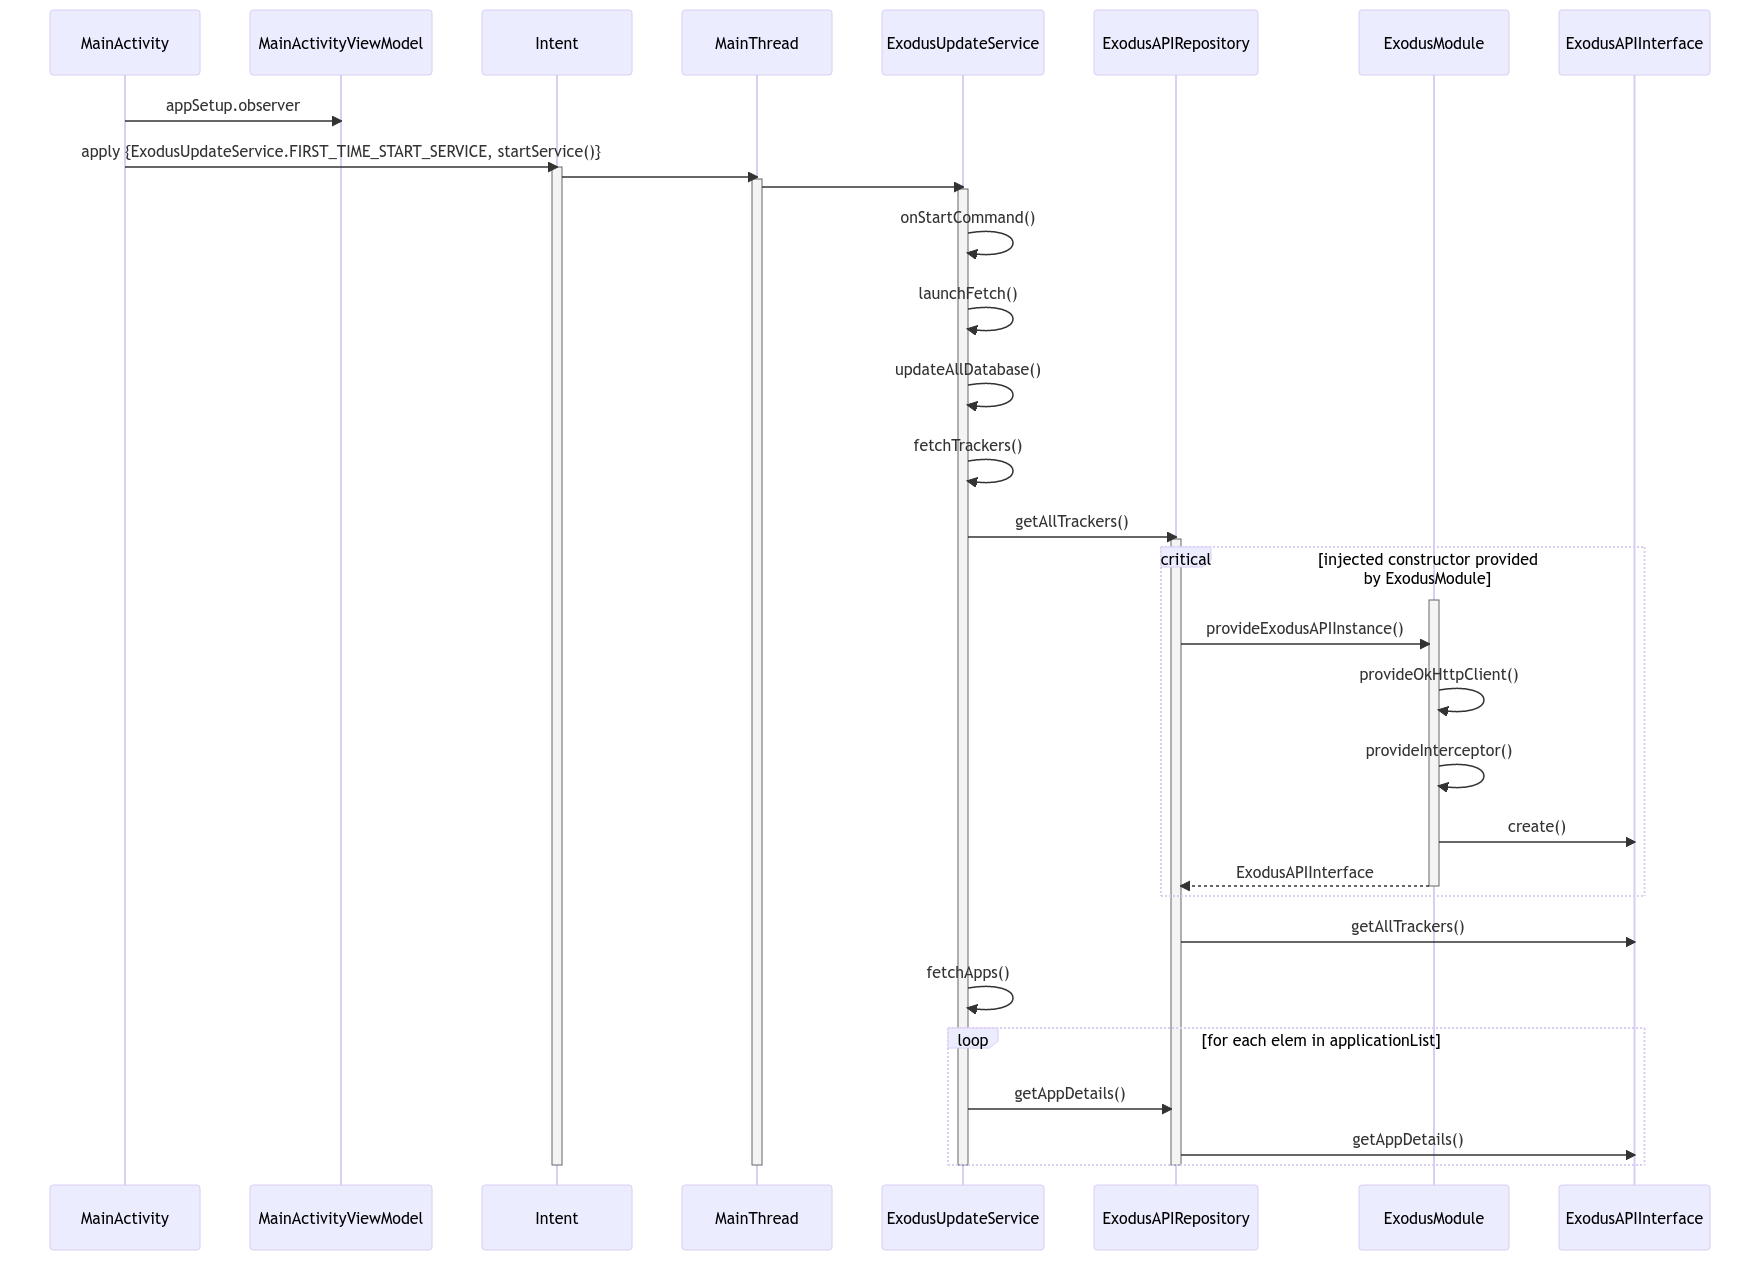 MainActivity
MainActivityViewModel
Intent
MainThread
ExodusUpdateService
ExodusAPIRepository
ExodusModule
ExodusAPIInterface
appSetup.observer
apply {ExodusUpdateService.FIRST_TIME_START_SERVICE, startService()}
onStartCommand()
launchFetch()
updateAllDatabase()
fetchTrackers()
getAllTrackers()
critical
[injected constructor provided
by ExodusModule]
provideExodusAPIInstance()
provideOkHttpClient()
provideInterceptor()
create()
ExodusAPIInterface
getAllTrackers()
fetchApps()
loop
[for each elem in applicationList]
getAppDetails()
getAppDetails()
MainActivity
MainActivityViewModel
Intent
MainThread
ExodusUpdateService
ExodusAPIRepository
ExodusModule
ExodusAPIInterface